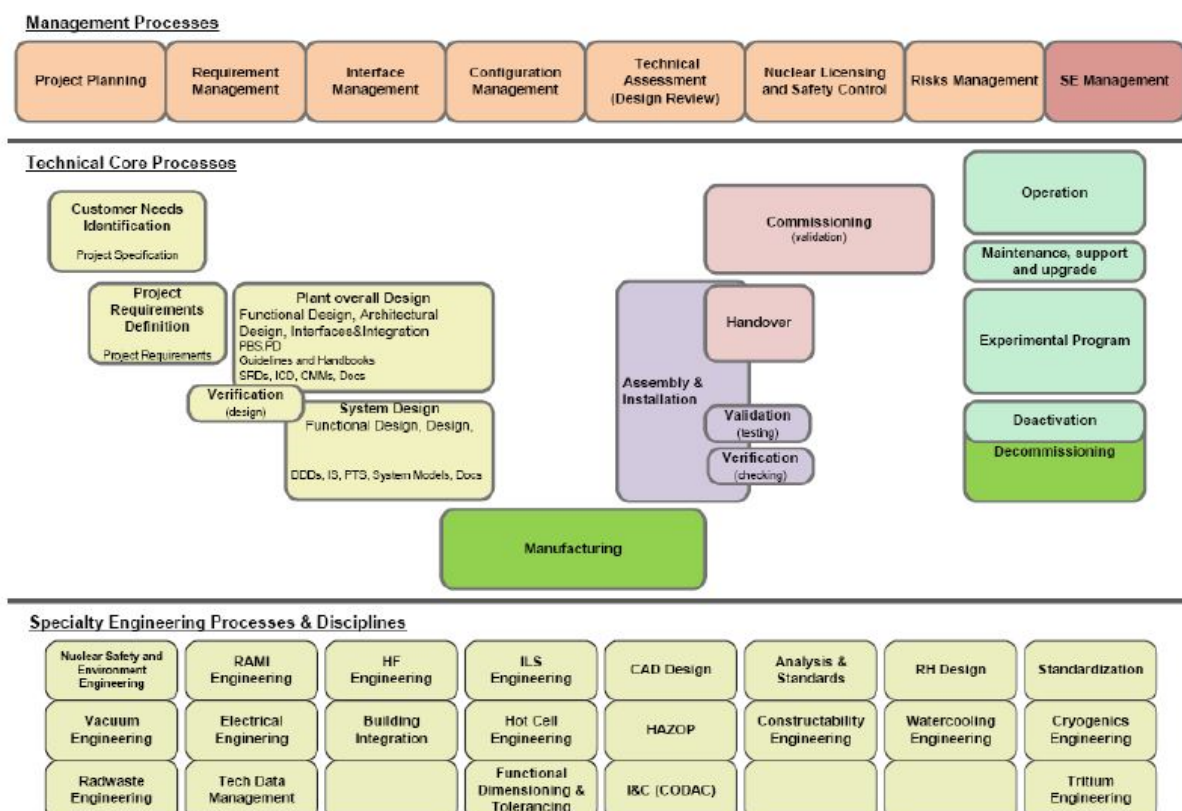 Management Processes
Project Planning
Requirement
Management
Interface
Management
Configuration
Management
Technical
Assessment
(Design Review)
Nuclear Licensing
and Safety Control
Risks Management
SE Management
Technical Core Processes
Customer Needs
Identification
Project Specification
Project
Requirements
Definition
Project Requirements
Plant overall Design
Functional Design, Architectural
Design, Interfaces&Integration
PBS,PD
Guidelines and Handbooks
SRDs, ICD, CMMs, Docs
Verification
(design)
System Design
Functional Design, Design,
DDDs, IS, PTS, System Models, Docs
Manufacturing
Assembly &
Installation
Commissioning
(validation)
Handover
Validation
(testing)
Verification
(checking)
Operation
Maintenance, support
and upgrade
Experimental Program
Deactivation
Decommissioning
Specialty Engineering Processes & Disciplines
Nuclear Safety and
Environment
Engineering
RAMI
Engineering
HF
Engineering
ILS
Engineering
CAD Design
Analysis &
Standards
RH Design
Standardization
Vacuum
Engineering
Electrical
Enginering
Building
Integration
Hot Cell
Engineering
HAZOP
Constructability
Engineering
Watercooling
Engineering
Cryogenics
Engineering
Radwaste
Engineering
Tech Data
Management
Functional
Dimensioning &
Tolerancing
I&C (CODAC)
Tritium
Engineering